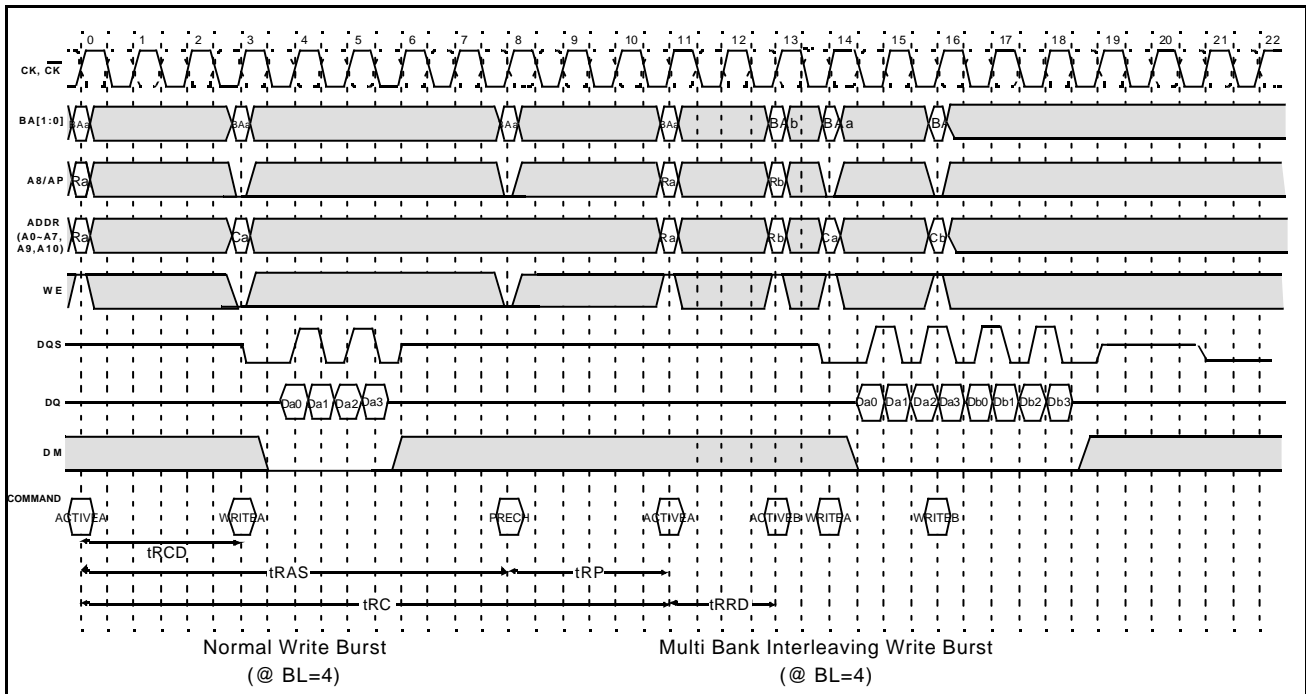 0 1 2 3 4 5 6 7 8 9 10 11 12 13 14 15 16 17 18 19 20 21 22
CK, CK
BA[1:0] BAa BAa BAa BAa BAb BAa BA
A8/AP Ra Ra Rb
ADDR
(A0~A7,
A9,A10)
Ra Ca Ra Rb Ca Cb
WE
DQS
DQ Da0 Da1 Da2 Da3 Da0 Da1 Da2 Da3 Db0 Db1 Db2 Db3
DM
COMMAND
ACTIVEA WRITEA PRECH ACTIVEA ACTIVEB WRITEA WRITEB
tRCD
tRAS tRP
tRC tRRD
Normal Write Burst Multi Bank Interleaving Write Burst
(@ BL=4) (@ BL=4)